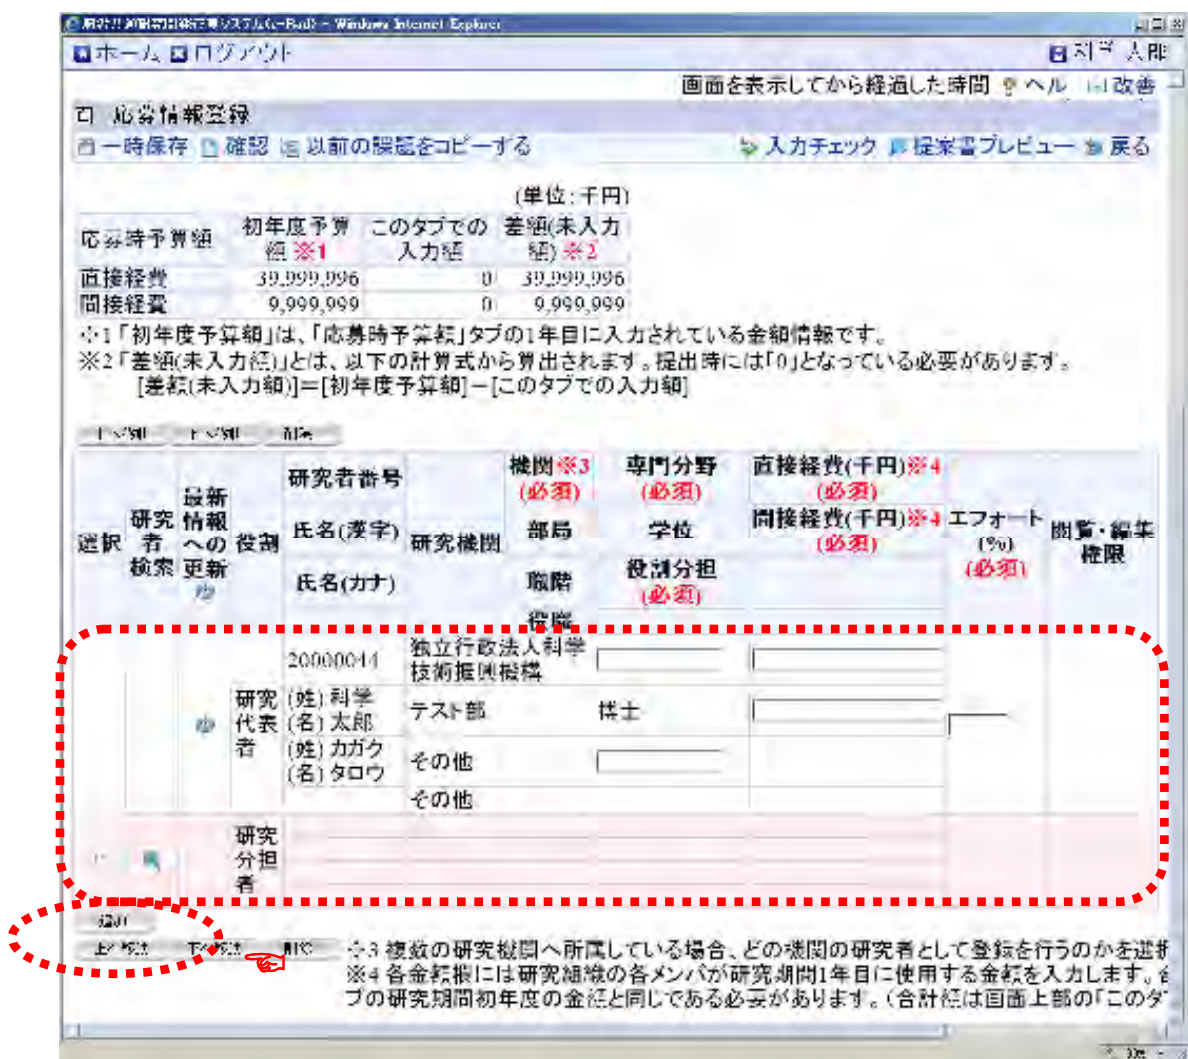 システム(e-Rad) - Windows Internet Explorer
ホーム ログアウト
画面を表示してから経過した時間 ヘル 改善
応募情報登録
一時保存 確認 以前の課題をコピーする 入力チェック 提案書プレビュー 戻る
(単位:千円)
応募時予算額 初年度予算額 ※1 このタブでの入力額 差額(未入力額) ※2
直接経費 39,999,996 0 39,999,996
間接経費 9,999,999 0 9,999,999
※1「初年度予算額」は、「応募時予算額」タブの1年目に入力されている金額情報です。
※2「差額(未入力額)」とは、以下の計算式から算出されます。提出時には「0」となっている必要があります。
[差額(未入力額)]=[初年度予算額]-[このタブでの入力額]
選択
研究者検索
最新情報への更新
役割
研究者番号
氏名(漢字)
氏名(カナ)
研究機関
機関※3
(必須)
部局
職階
役職
専門分野
(必須)
学位
役割分担
(必須)
直接経費(千円)※4
(必須)
間接経費(千円)※4
(必須)
エフォート
(%)
(必須)
閲覧・編集
権限
研究代表者
20000044
(姓) 科学
(名) 太郎
(姓) カガク
(名) タロウ
独立行政法人科学
技術振興機構
テスト部
博士
その他
その他
研究分担者
※3 複数の研究機関へ所属している場合、どの機関の研究者として登録を行うのかを選択
※4 各金額欄には研究組織の各メンバが研究期間1年目に使用する金額を入力します。
ブの研究期間初年度の金額と同じである必要があります。(合計額は画面上部の「このタ